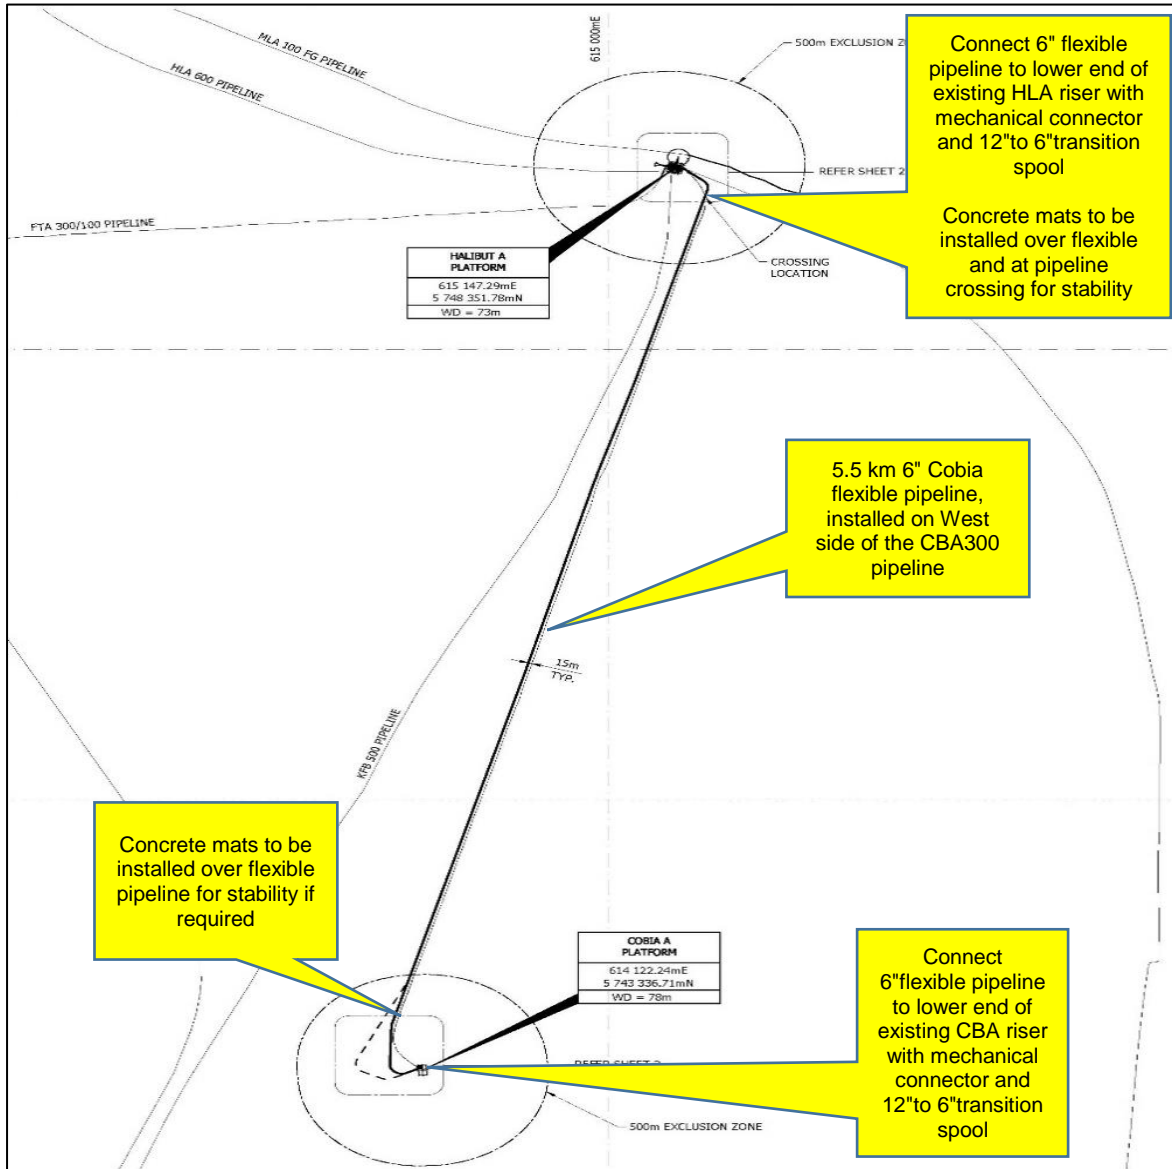 MLA 100 FG PIPELINE
HLA 600 PIPELINE
615 000mE
500m EXCLUSION Z
Connect 6" flexible
pipeline to lower end of
existing HLA riser with
mechanical connector
and 12"to 6"transition
spool
Concrete mats to be
installed over flexible
and at pipeline
crossing for stability
REFER SHEET 2
FTA 300/100 PIPELINE
HALIBUT A
PLATFORM
615 147.29mE
5 748 351.78mN
WD = 73m
CROSSING
LOCATION
5.5 km 6" Cobia
flexible pipeline,
installed on West
side of the CBA300
pipeline
15m
TYP.
KFB 500 PIPELINE
Concrete mats to be
installed over flexible
pipeline for stability if
required
COBIA A
PLATFORM
614 122.24mE
5 743 336.71mN
WD = 78m
Connect
6"flexible pipeline
to lower end of
existing CBA riser
with mechanical
connector and
12"to 6"transition
spool
REFER SHEET
500m EXCLUSION ZONE